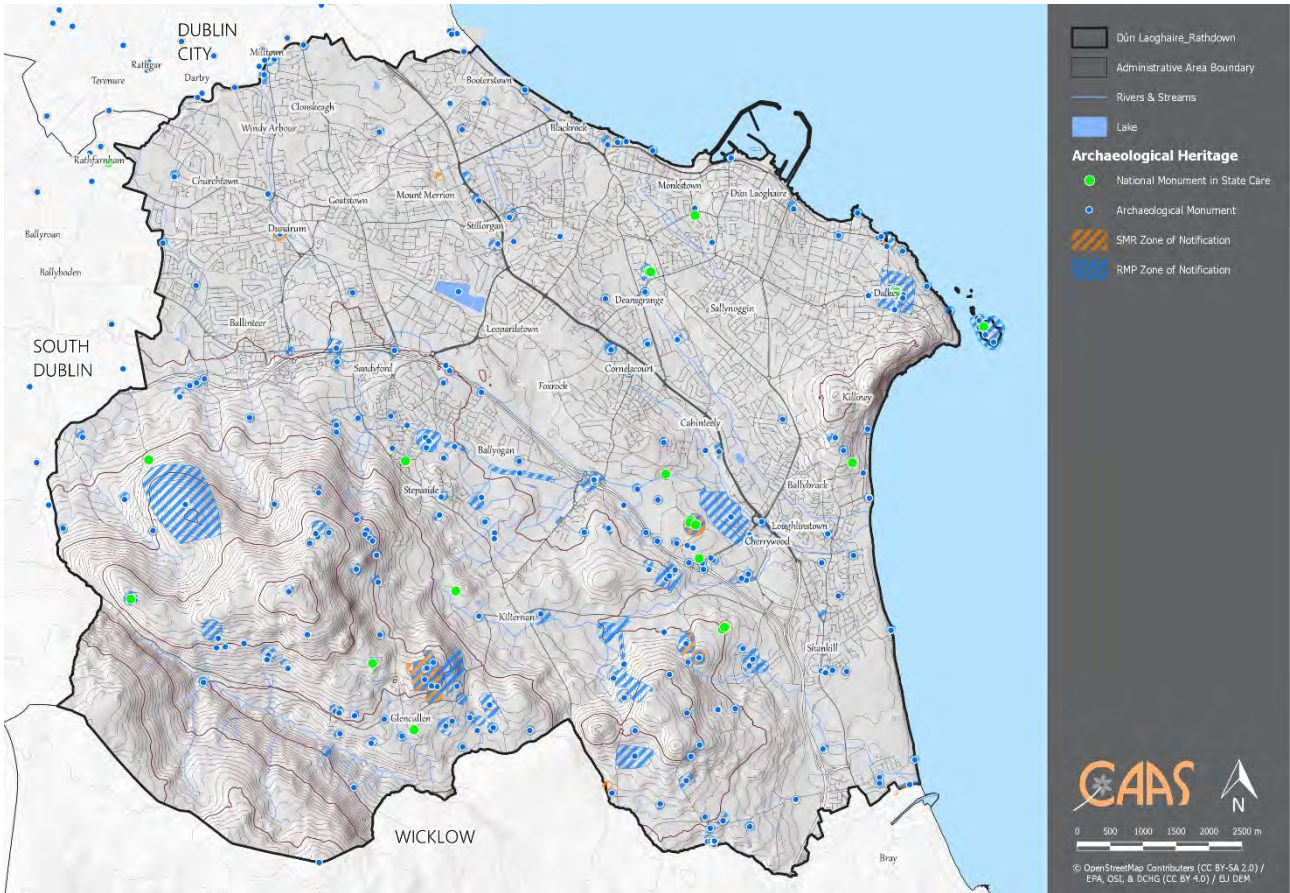 DUBLIN
CITY
Milltown
Rathgar
Terenure
Dartry
Booterstown
Clonskeagh
Windy Arbour
Blackrock
Rathfarnham
Churchtown
Goatstown
Mount Merrion
Monkstown
Dún Laoghaire
Ballyroan
Dundrum
Stillorgan
Ballyboden
Dalkey
Deansgrange
Sallynoggin
Ballinteer
Leopardstown
SOUTH
DUBLIN
Sandyford
Cornelscourt
Foxrock
Killiney
Cabinteely
Ballyogan
Stepaside
Ballybrack
Loughlinstown
Cherrywood
Kilternan
Shankill
Glencullen
WICKLOW
Bray
Dún Laoghaire_Rathdown
Administrative Area Boundary
Rivers & Streams
Lake
Archaeological Heritage
National Monument in State Care
Archaeological Monument
SMR Zone of Notification
RMP Zone of Notification
CAAS
N
0 500 1000 1500 2000 2500 m
© OpenStreetMap Contributers (CC BY-SA 2.0) /
EPA, OSI, & DCHG (CC BY 4.0) / EU DEM